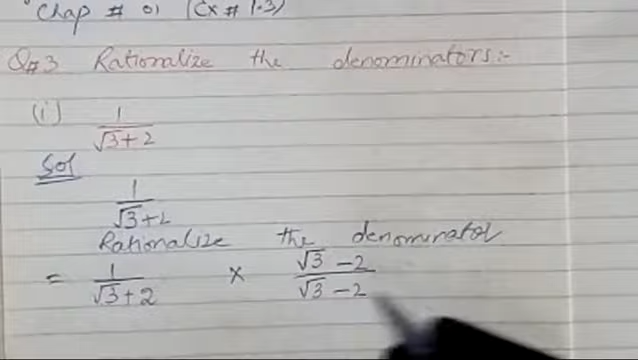 Chap # 01 (Ex # 1.3)
Q#3 Rationalize the denominators:-
(i) 1/(√3+2)
Sol
1/(√3+2)
Rationalize the denominator
= 1/(√3+2) × (√3-2)/(√3-2)